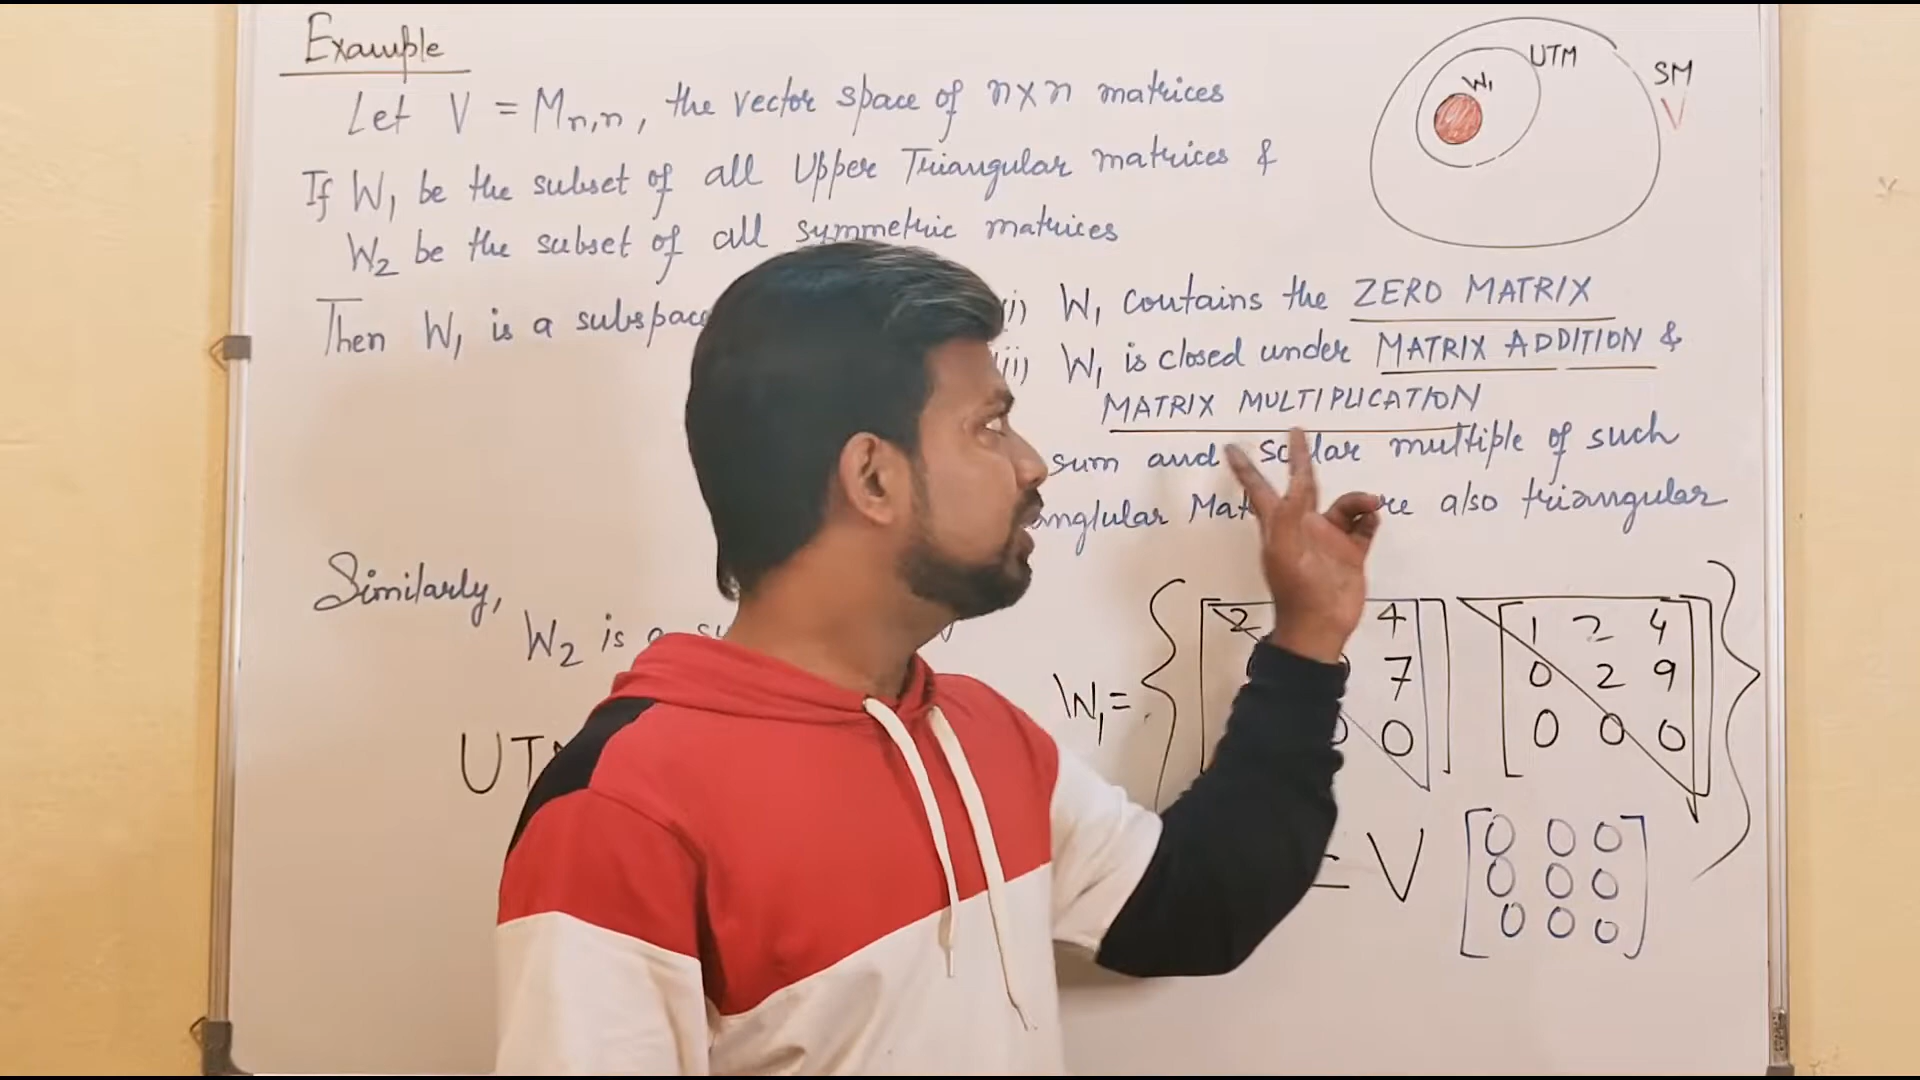 Example
Let V = Mn,n, the vector space of n×n matrices
If W1 be the subset of all Upper Triangular matrices &
W2 be the subset of all symmetric matrices
Then W1 is a subspace
(i) W1 contains the ZERO MATRIX
(ii) W1 is closed under MATRIX ADDITION &
MATRIX MULTIPLICATION
sum and scalar multiple of such
Mat also triangular
Similarly,
W2 is a
UT
UTM
W1
SM
V
W1 = { [2 4
7
0]
[1 2 4
0 2 9
0 0 0] }
= V
[0 0 0
0 0 0
0 0 0]